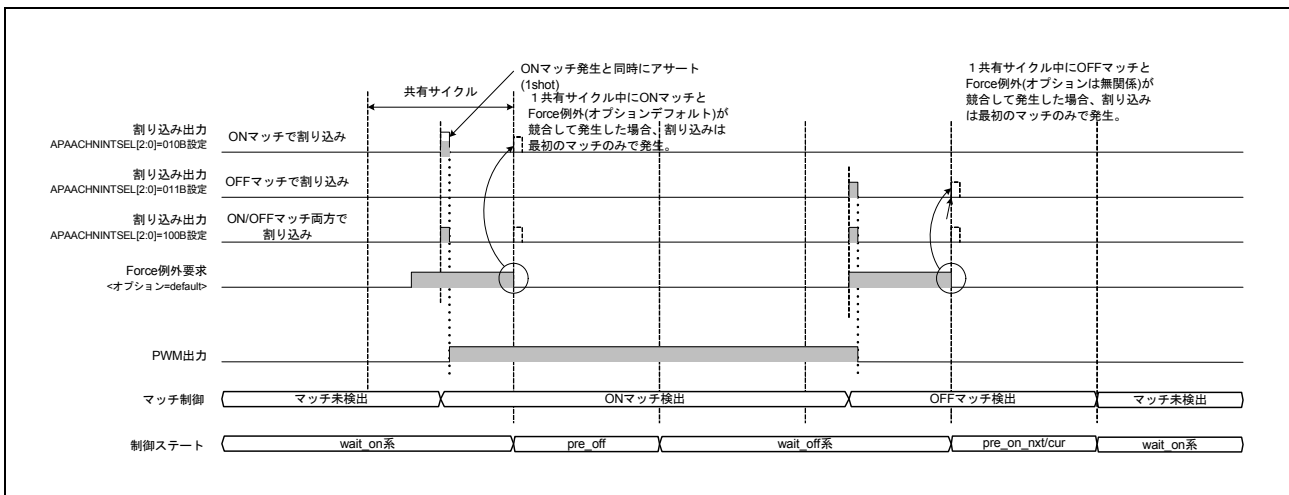 共有サイクル
ONマッチ発生と同時にアサート
(1shot)
１共有サイクル中にONマッチと
Force例外(オプションデフォルト)が
競合して発生した場合、割り込みは
最初のマッチのみで発生。
１共有サイクル中にOFFマッチと
Force例外(オプションは無関係)が
競合して発生した場合、割り込み
は最初のマッチのみで発生。
割り込み出力
APAACHNINTSEL[2:0]=010B設定
ONマッチで割り込み
割り込み出力
APAACHNINTSEL[2:0]=011B設定
OFFマッチで割り込み
割り込み出力
APAACHNINTSEL[2:0]=100B設定
ON/OFFマッチ両方で
割り込み
Force例外要求
<オプション=default>
PWM出力
マッチ制御
マッチ未検出
ONマッチ検出
OFFマッチ検出
マッチ未検出
制御ステート
wait_on系
pre_off
wait_off系
pre_on_nxt/cur
wait_on系